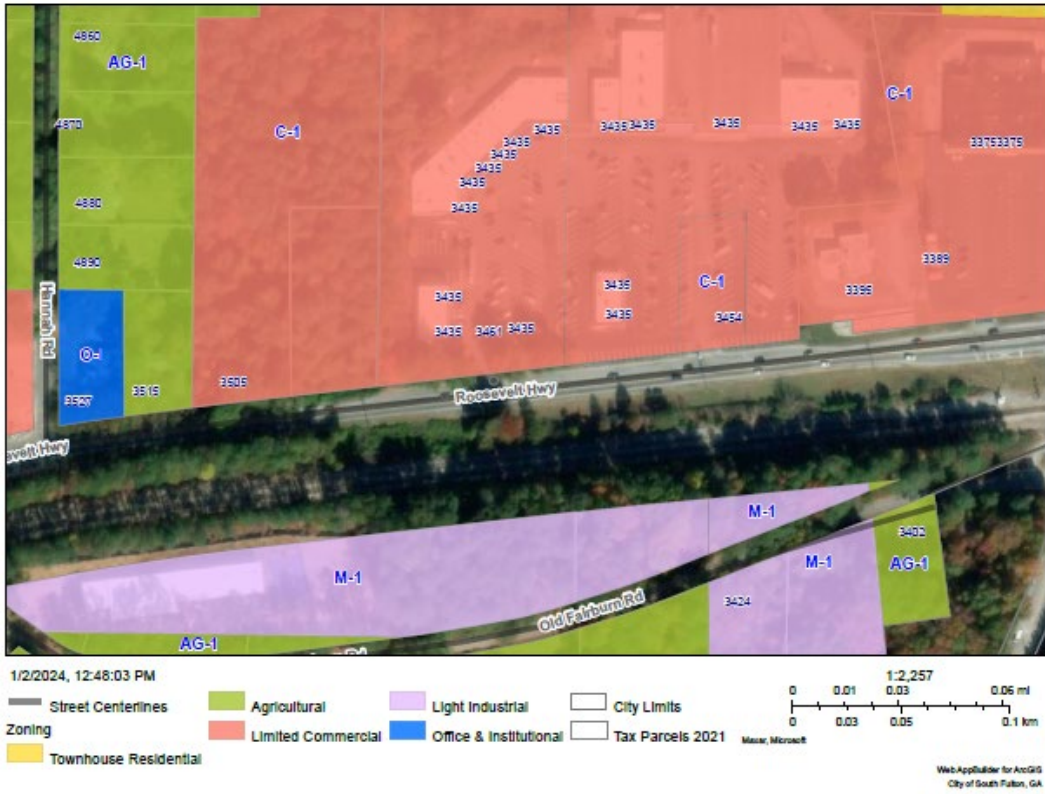 4860
AG-1
C-1
C-1
4870
3435
3435 3435
3435
3435
3435
3435
3435
3435
3435
3435
33753375
4880
4890
3389
Hannah Rd
3435
3435
C-1
3395
O-I
3435
3461
3435
3435
3454
3527
3515
3505
Roosevelt Hwy
evelt Hwy
M-1
3402
M-1
M-1
AG-1
3424
Old Fairburn Rd
AG-1
1/2/2024, 12:48:03 PM
Street Centerlines
Zoning
Townhouse Residential
Agricultural
Limited Commercial
Light Industrial
Office & Institutional
City Limits
Tax Parcels 2021
1:2,257
0 0.01 0.03 0.05 mi
0 0.03 0.05 0.1 km
Maxar, Microsoft
Web AppBuilder for ArcGIS
City of South Fulton, GA